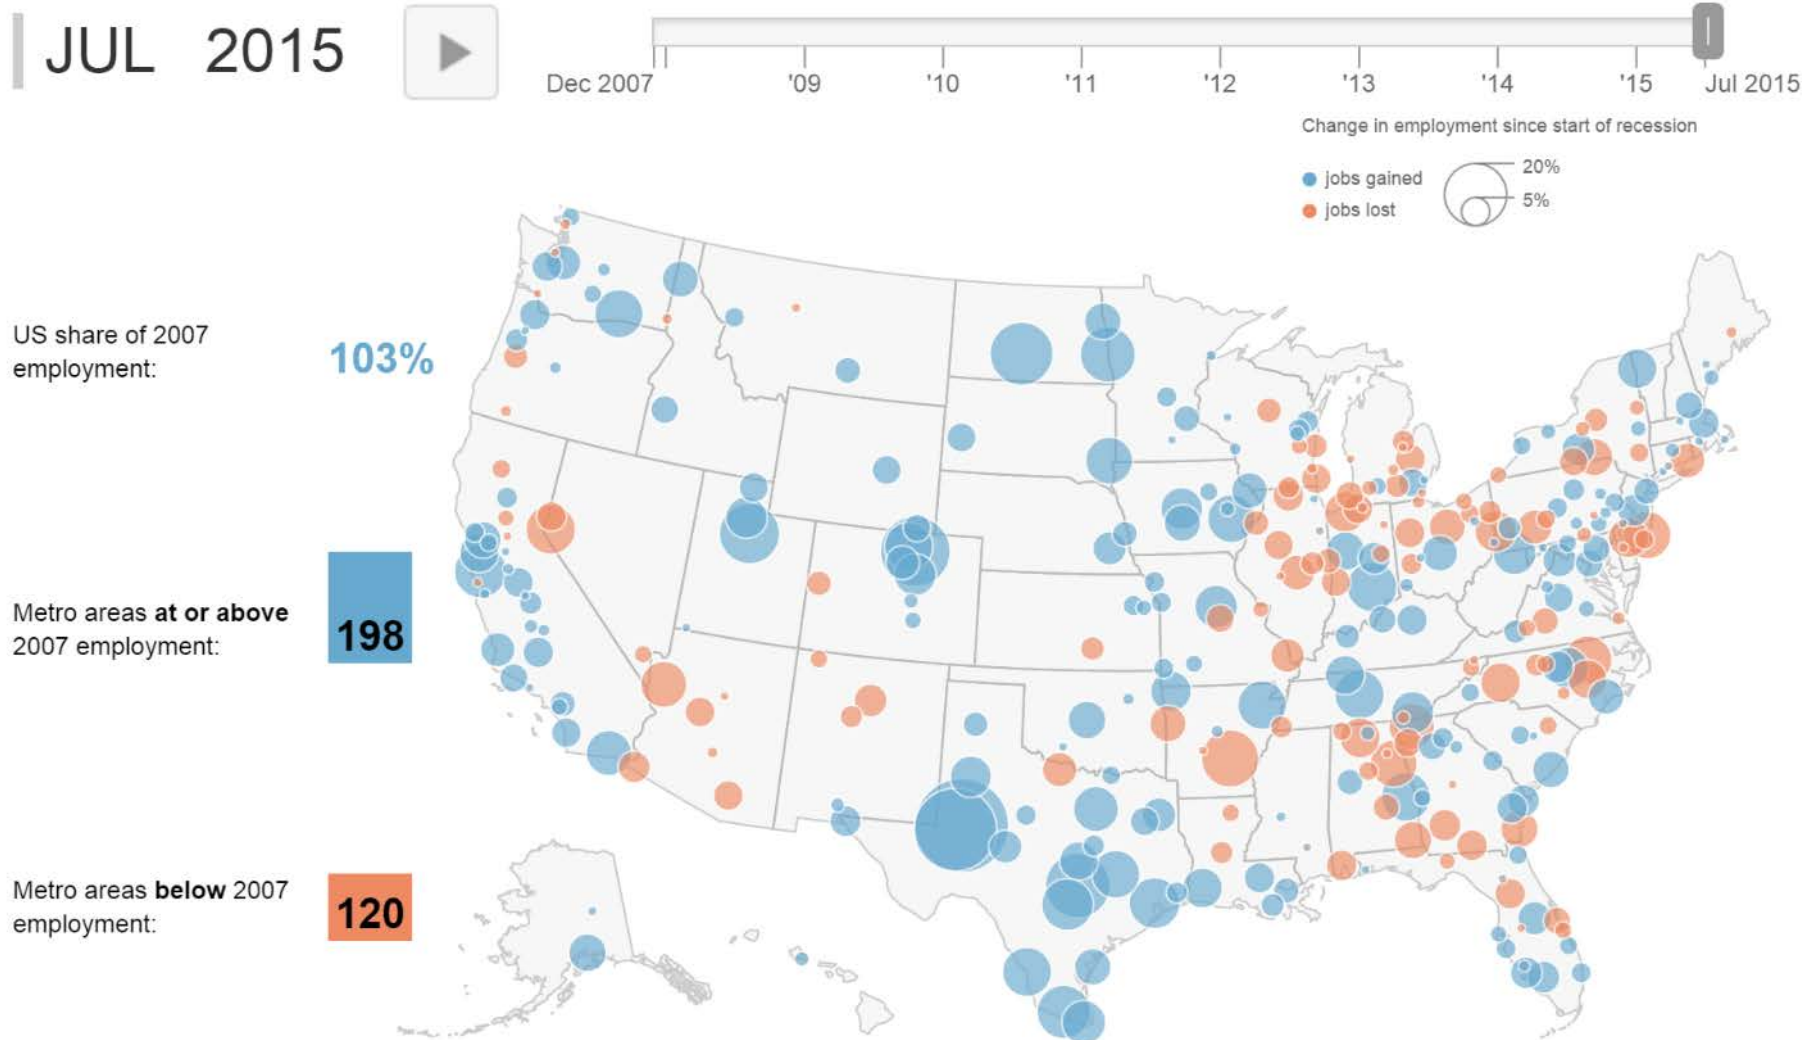 JUL 2015
Dec 2007 '09 '10 '11 '12 '13 '14 '15 Jul 2015
Change in employment since start of recession
jobs gained
jobs lost
20%
5%
US share of 2007
employment:
103%
Metro areas at or above
2007 employment:
198
Metro areas below 2007
employment:
120